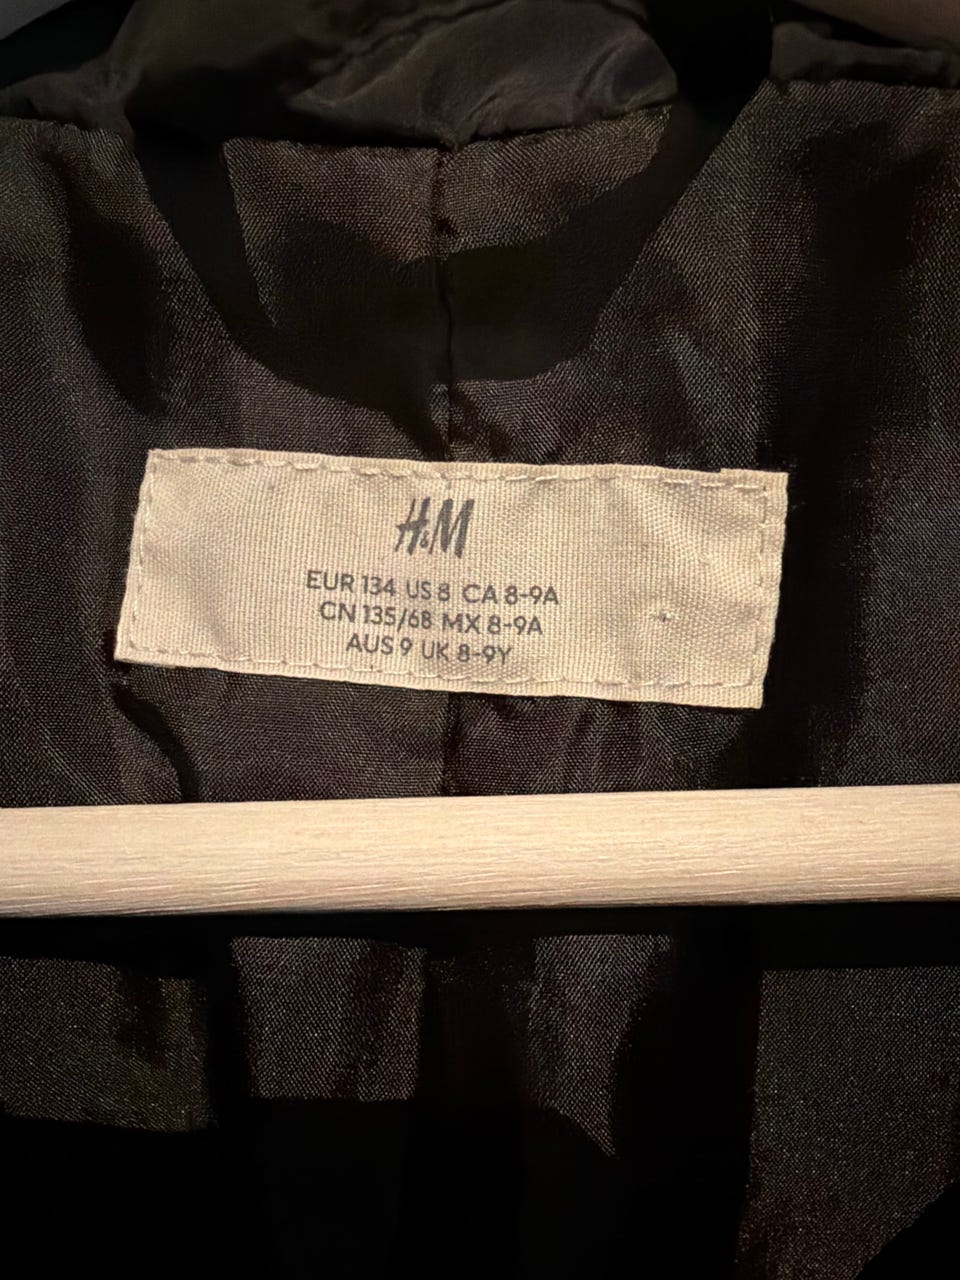 H&M
EUR 134 US 8 CA 8-9A
CN 135/68 MX 8-9A
AUS 9 UK 8-9Y